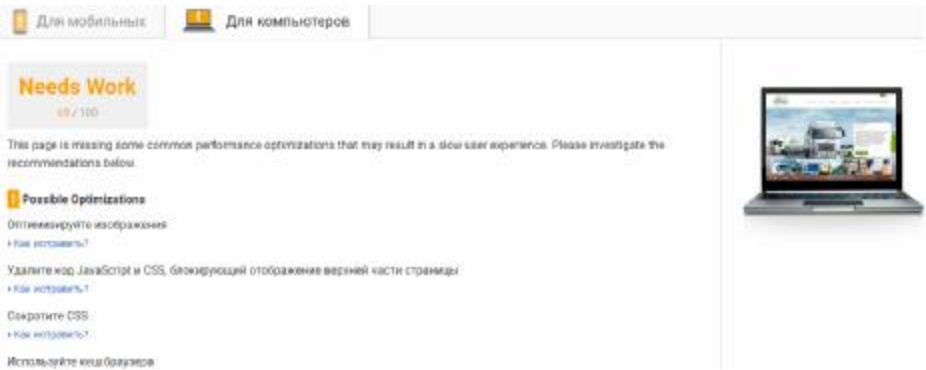 Для мобильных
Для компьютеров
Needs Work
/ 100
This page is missing some common performance optimizations that may result in a slow user experience. Please investigate the
recommendations below.
! Possible Optimizations
Оптимизируйте изображения
Как исправить?
Удалите код JavaScript и CSS, блокирующий отображение верхней части страницы
Как исправить?
Сократите CSS
Как исправить?
Используйте кеш браузера